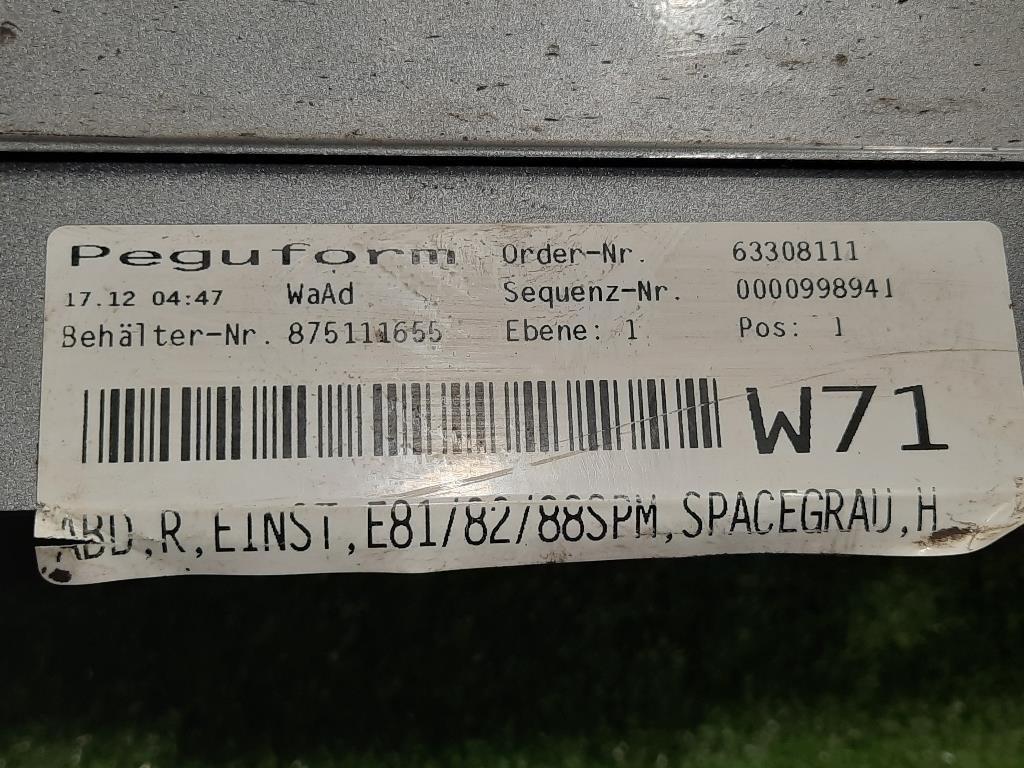 Peguform Order-Nr. 63308111
17.12 04:47 WaAd Sequenz-Nr. 0000998941
Behälter-Nr. 875111655 Ebene: 1 Pos: 1
W71
ABD,R,EINST,E81/82/88SPM,SPACEGRAU,H